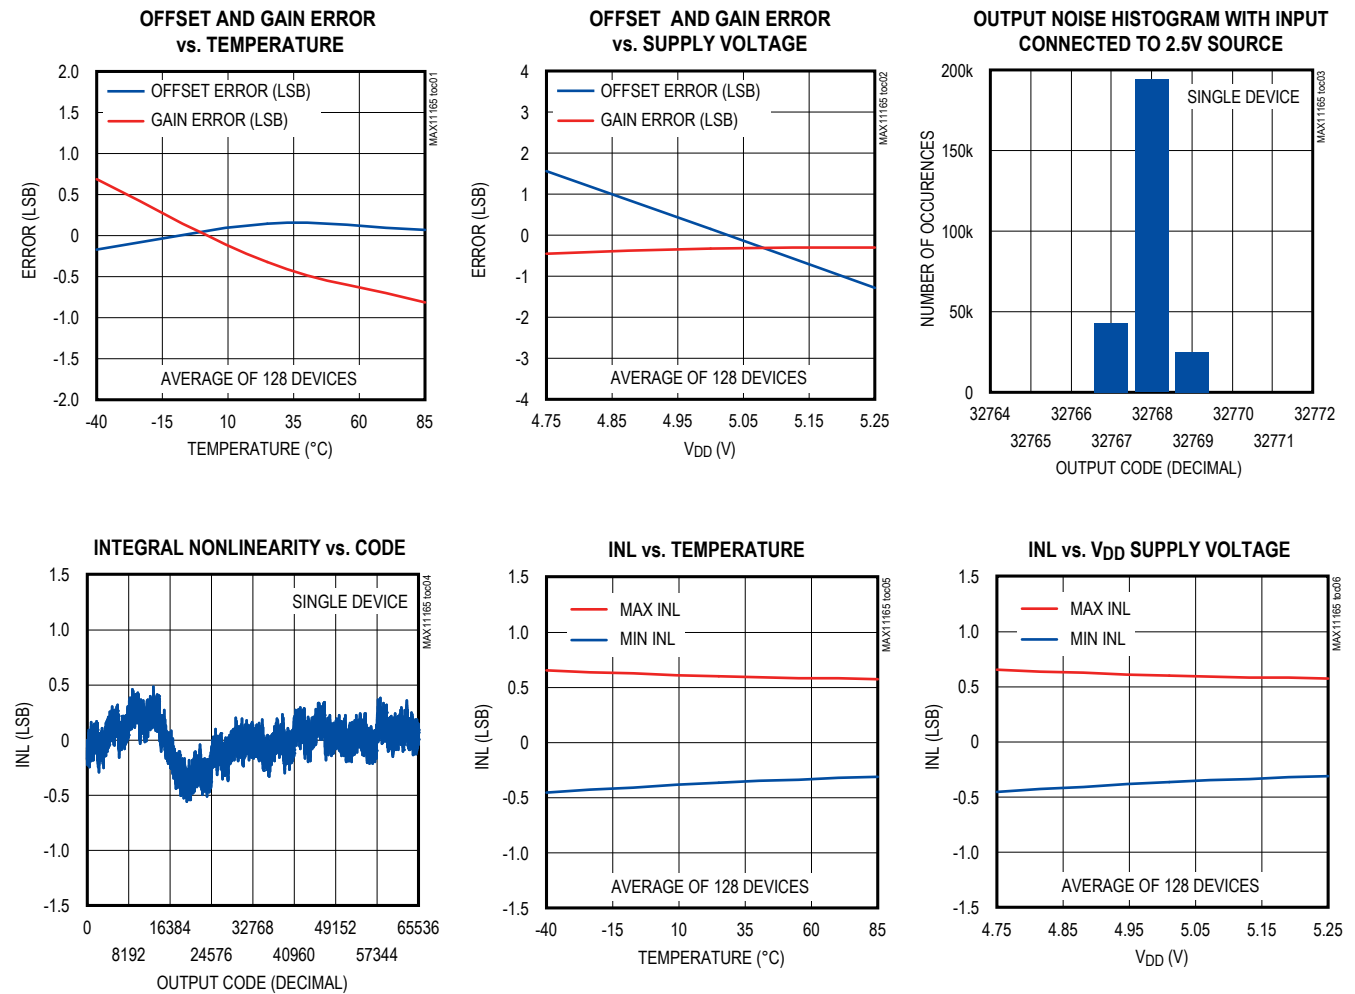 OFFSET AND GAIN ERROR
vs. TEMPERATURE
2.0
1.5
1.0
0.5
0
-0.5
-1.0
-1.5
-2.0
ERROR (LSB)
OFFSET ERROR (LSB)
GAIN ERROR (LSB)
MAX11165 toc01
AVERAGE OF 128 DEVICES
-40 -15 10 35 60 85
TEMPERATURE (°C)
OFFSET AND GAIN ERROR
vs. SUPPLY VOLTAGE
4
3
2
1
0
-1
-2
-3
-4
ERROR (LSB)
OFFSET ERROR (LSB)
GAIN ERROR (LSB)
MAX11165 toc02
AVERAGE OF 128 DEVICES
4.75 4.85 4.95 5.05 5.15 5.25
VDD (V)
OUTPUT NOISE HISTOGRAM WITH INPUT
CONNECTED TO 2.5V SOURCE
200k
150k
100k
50k
0
NUMBER OF OCCURENCES
SINGLE DEVICE
MAX11165 toc03
32764 32766 32768 32770 32772
32765 32767 32769 32771
OUTPUT CODE (DECIMAL)
INTEGRAL NONLINEARITY vs. CODE
1.5
1.0
0.5
0
-0.5
-1.0
-1.5
INL (LSB)
SINGLE DEVICE
MAX11165 toc04
0 16384 32768 49152 65536
8192 24576 40960 57344
OUTPUT CODE (DECIMAL)
INL vs. TEMPERATURE
1.5
1.0
0.5
0
-0.5
-1.0
-1.5
INL (LSB)
MAX INL
MIN INL
MAX11165 toc05
AVERAGE OF 128 DEVICES
-40 -15 10 35 60 85
TEMPERATURE (°C)
INL vs. VDD SUPPLY VOLTAGE
1.5
1.0
0.5
0
-0.5
-1.0
-1.5
INL (LSB)
MAX INL
MIN INL
MAX11165 toc06
AVERAGE OF 128 DEVICES
4.75 4.85 4.95 5.05 5.15 5.25
VDD (V)